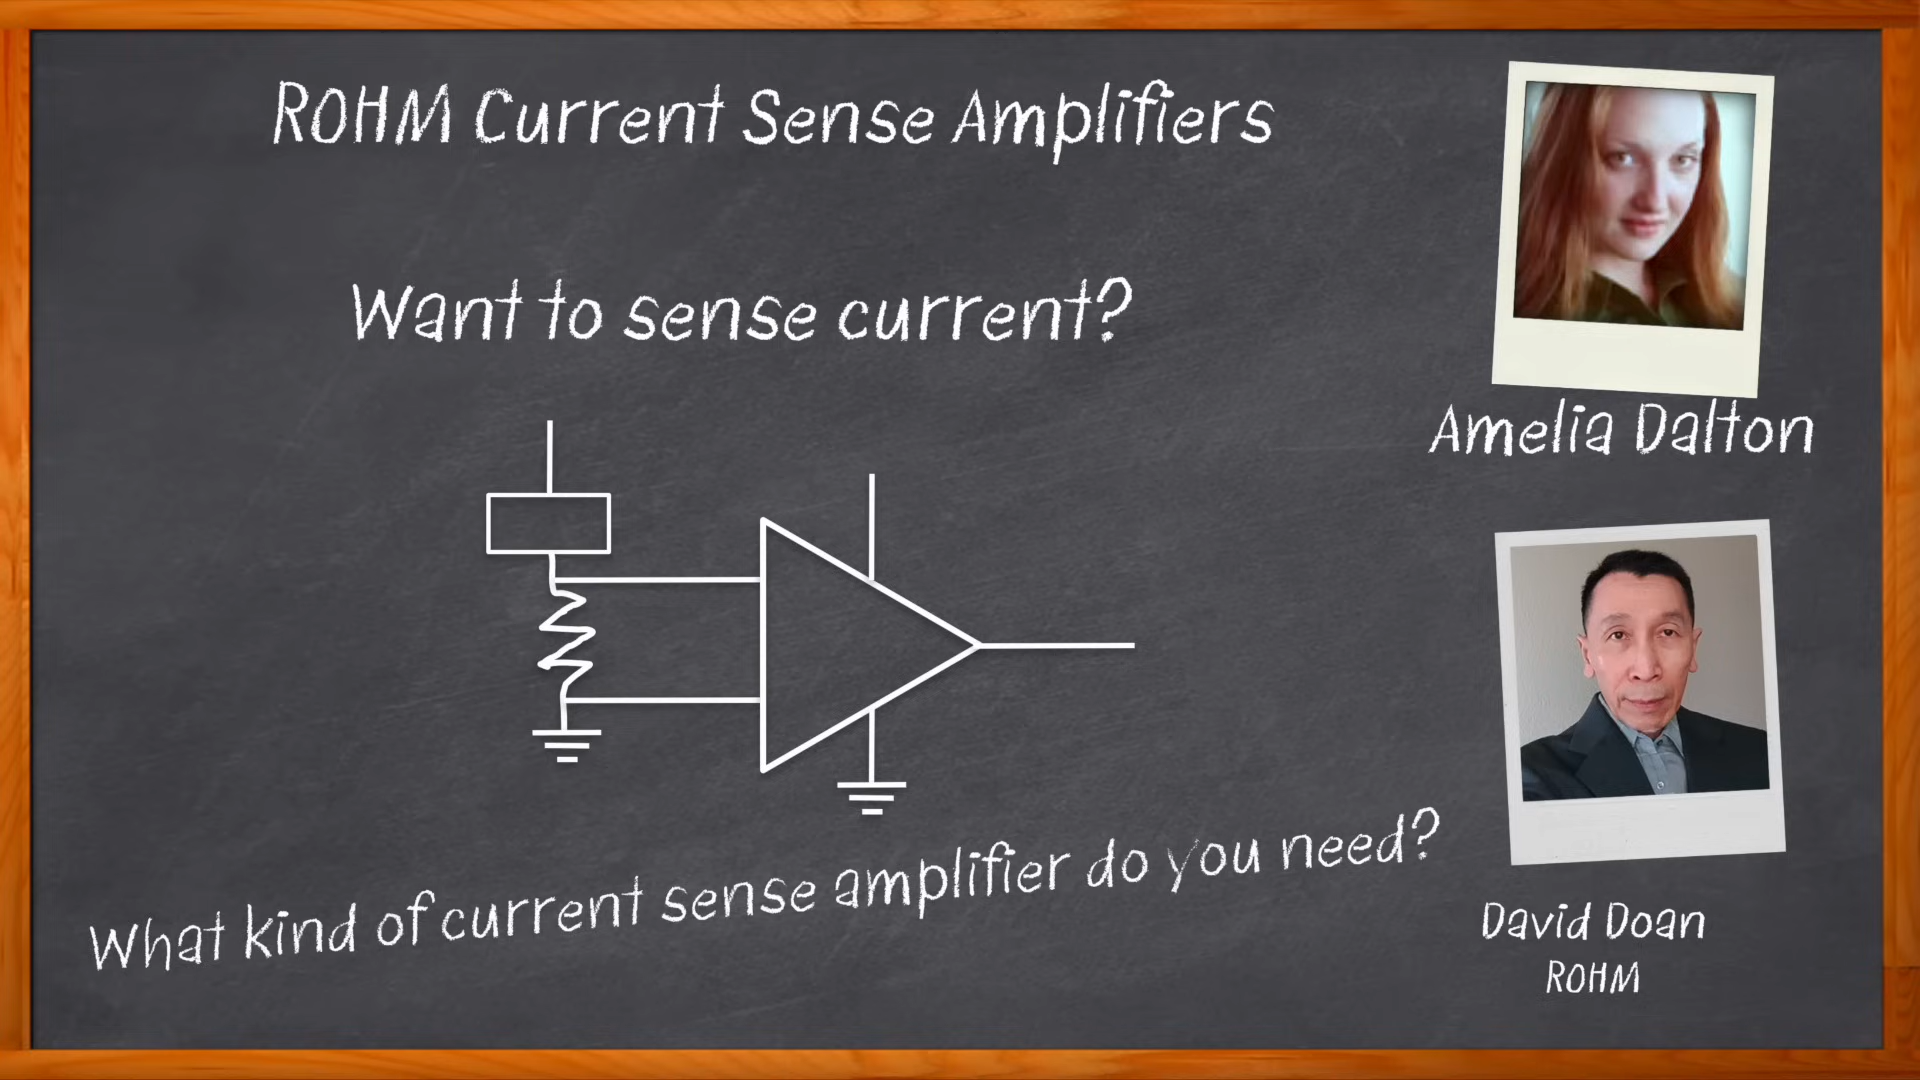 ROHM Current Sense Amplifiers
Want to sense current?
What kind of current sense amplifier do you need?
Amelia Dalton
David Doan
ROHM